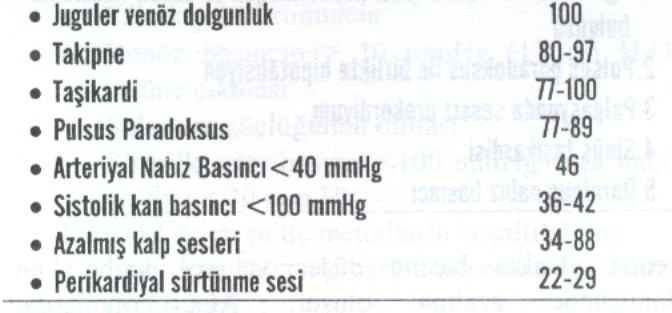 • Juguler venöz dolgunluk 100
• Takipne 80-97
• Taşikardi 77-100
• Pulsus Paradoksus 77-89
• Arteriyal Nabız Basıncı <40 mmHg 46
• Sistolik kan basıncı <100 mmHg 36-42
• Azalmış kalp sesleri 34-88
• Perikardiyal sürtünme sesi 22-29